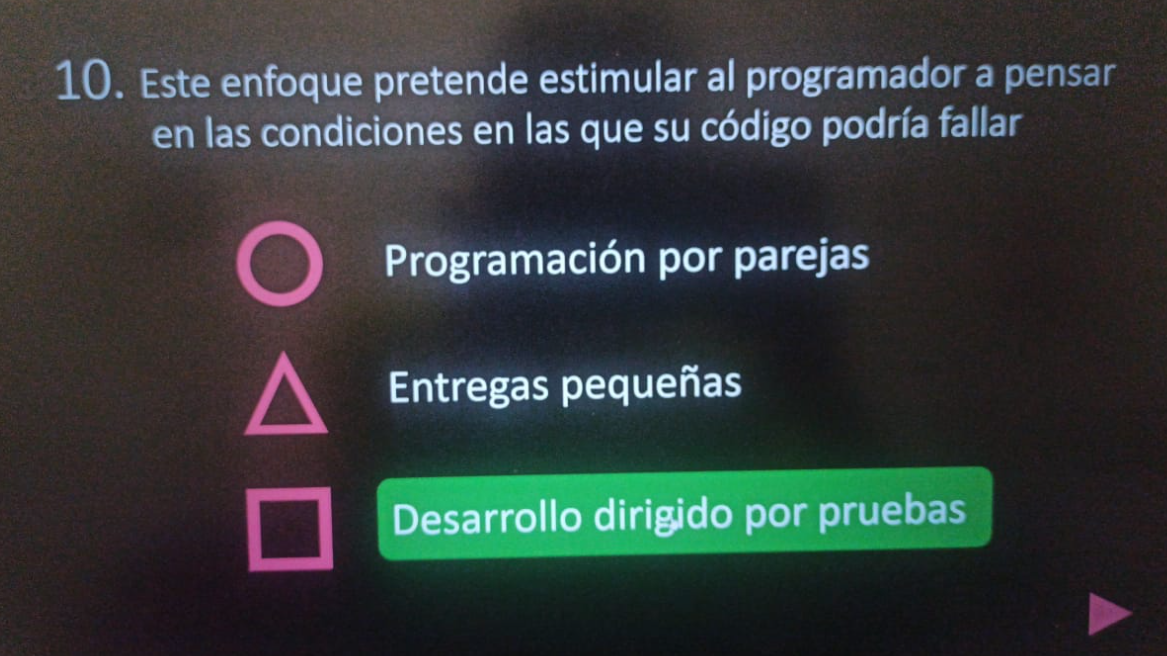 10. Este enfoque pretende estimular al programador a pensar
en las condiciones en las que su código podría fallar
Programación por parejas
Entregas pequeñas
Desarrollo dirigido por pruebas